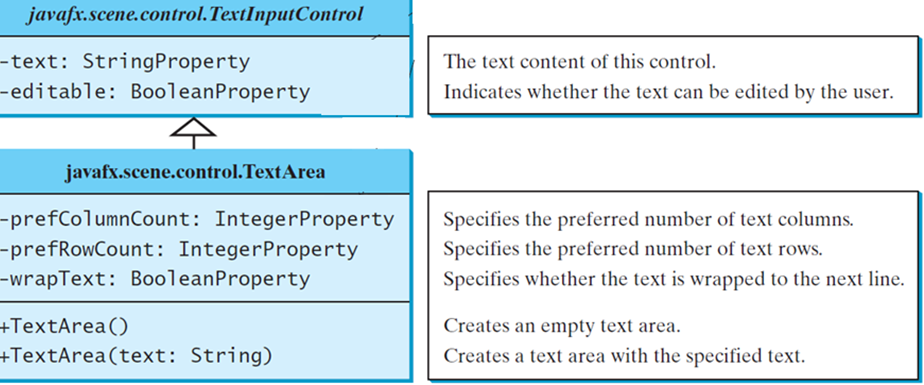 javafx.scene.control.TextInputControl
-text: StringProperty
-editable: BooleanProperty
The text content of this control.
Indicates whether the text can be edited by the user.
javafx.scene.control.TextArea
-prefColumnCount: IntegerProperty
-prefRowCount: IntegerProperty
-wrapText: BooleanProperty
Specifies the preferred number of text columns.
Specifies the preferred number of text rows.
Specifies whether the text is wrapped to the next line.
+TextArea()
+TextArea(text: String)
Creates an empty text area.
Creates a text area with the specified text.